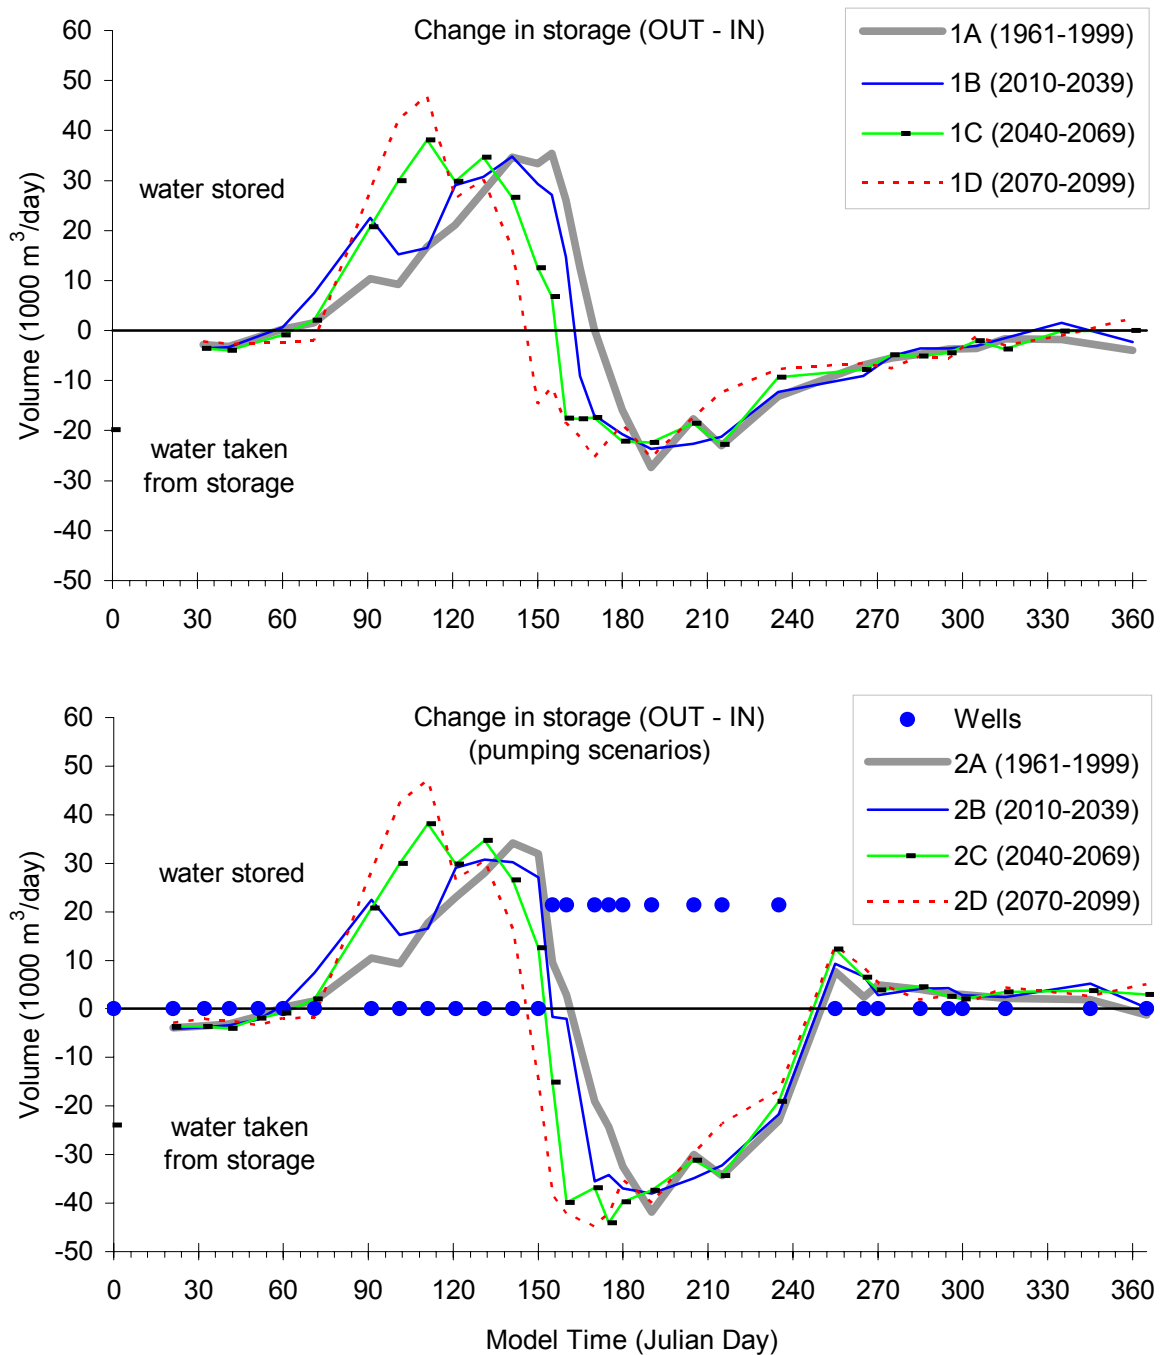 Change in storage (OUT - IN)
1A (1961-1999)
1B (2010-2039)
1C (2040-2069)
1D (2070-2099)
water stored
water taken
from storage
Volume (1000 m³/day)
60
50
40
30
20
10
0
-10
-20
-30
-40
-50
0 30 60 90 120 150 180 210 240 270 300 330 360
Change in storage (OUT - IN)
(pumping scenarios)
Wells
2A (1961-1999)
2B (2010-2039)
2C (2040-2069)
2D (2070-2099)
water stored
water taken
from storage
Volume (1000 m³/day)
60
50
40
30
20
10
0
-10
-20
-30
-40
-50
0 30 60 90 120 150 180 210 240 270 300 330 360
Model Time (Julian Day)